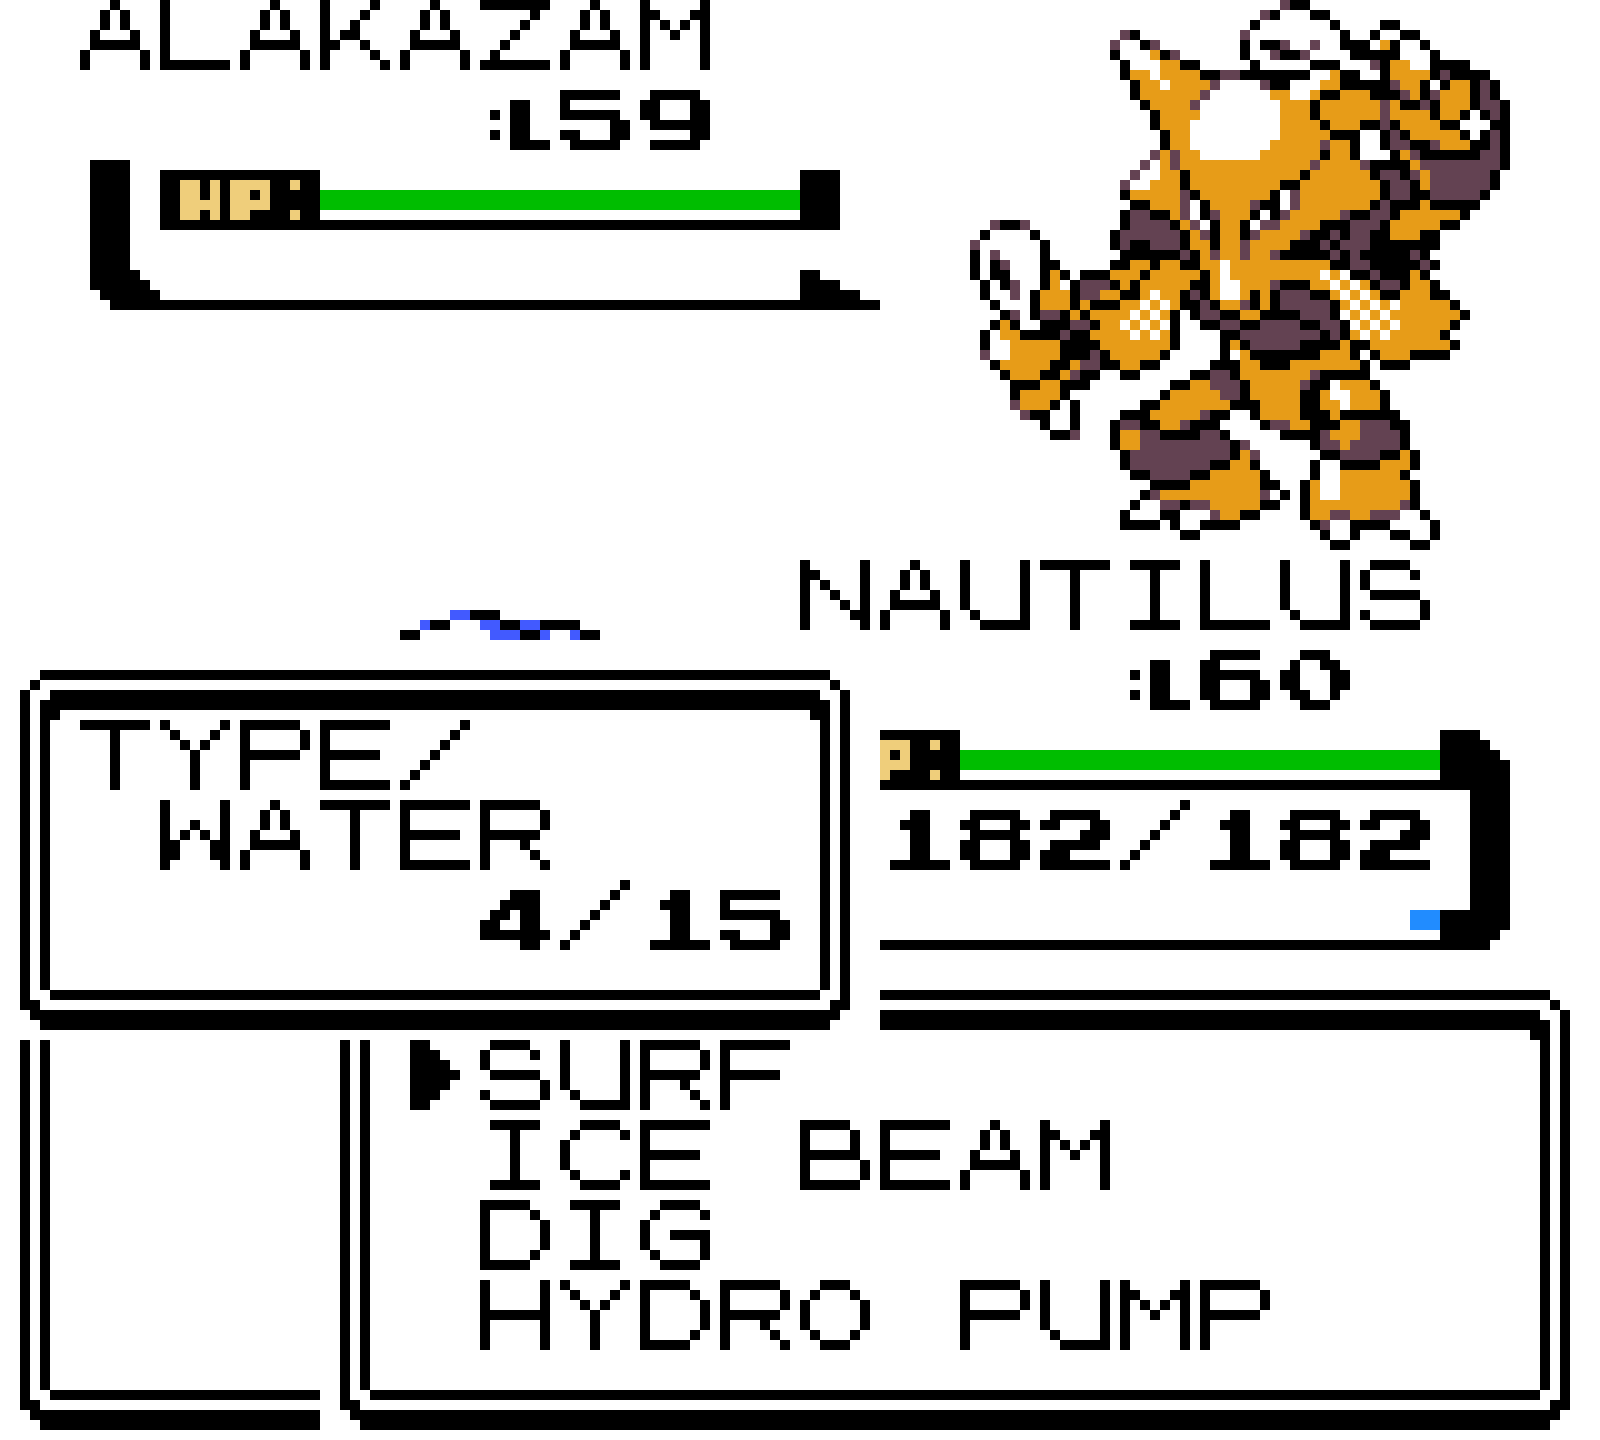 ALAKAZAM
:L59
HP:
NAUTILUS
:L60
P:
182/182
TYPE/
WATER
4/15
▶SURF
ICE BEAM
DIG
HYDRO PUMP